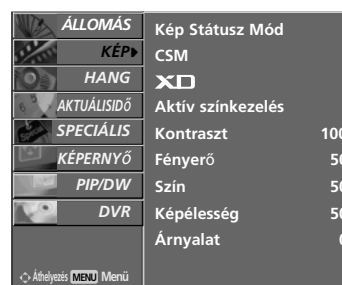 ÁLLOMÁS
KÉP
HANG
AKTUÁLISIDŐ
SPECIÁLIS
KÉPERNYŐ
PIP/DW
DVR
Áthelyezés MENU Menü
Kép Státusz Mód
CSM
XD
Aktív színkezelés
Kontraszt 100
Fényerő 50
Szín 50
Képélesség 50
Árnyalat 0